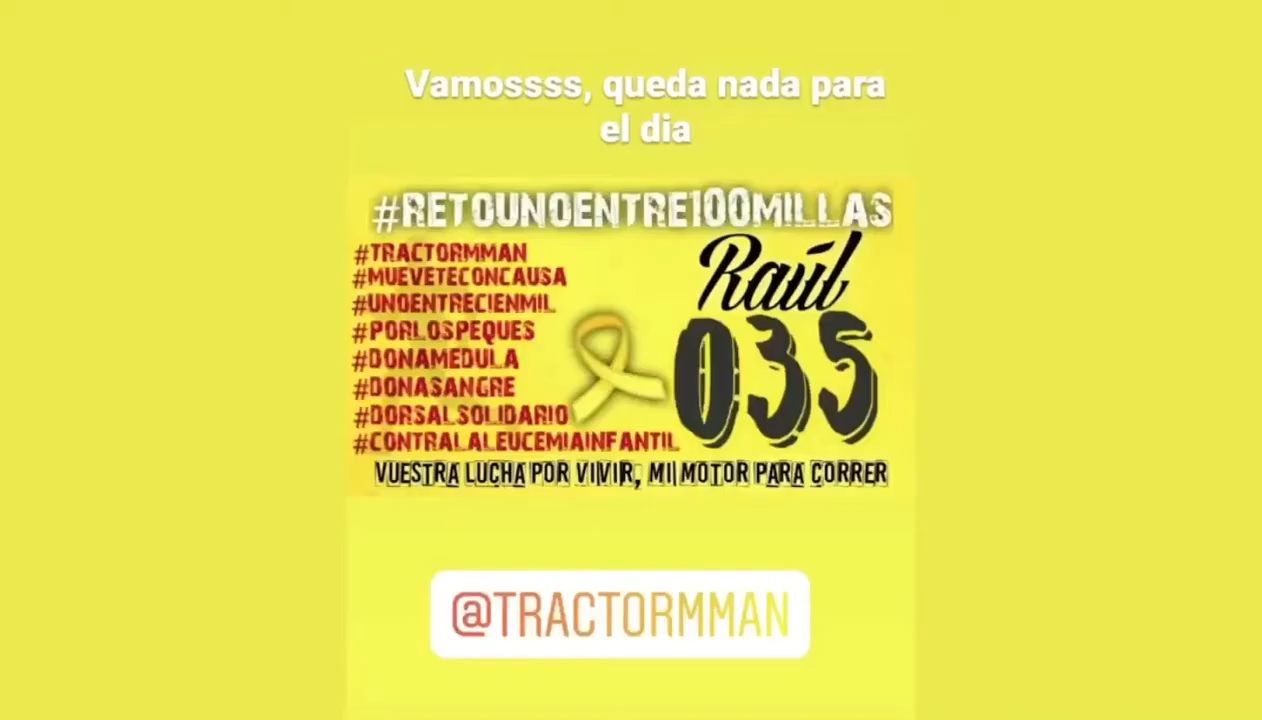 Vamossss, queda nada para
el dia
#RETOUNOENTRE100MILLAS
#TRACTORMMAN
#MUEVETECONCAUSA
#UNOENTRECIENMIL
#PORLOSPEQUES
#DONAMEDULA
#DONASANGRE
#DORSALSOLIDARIO
#CONTRALALEUCEMIAINFANTIL
Raúl
035
VUESTRA LUCHA POR VIVIR, MI MOTOR PARA CORRER
@TRACTORMMAN